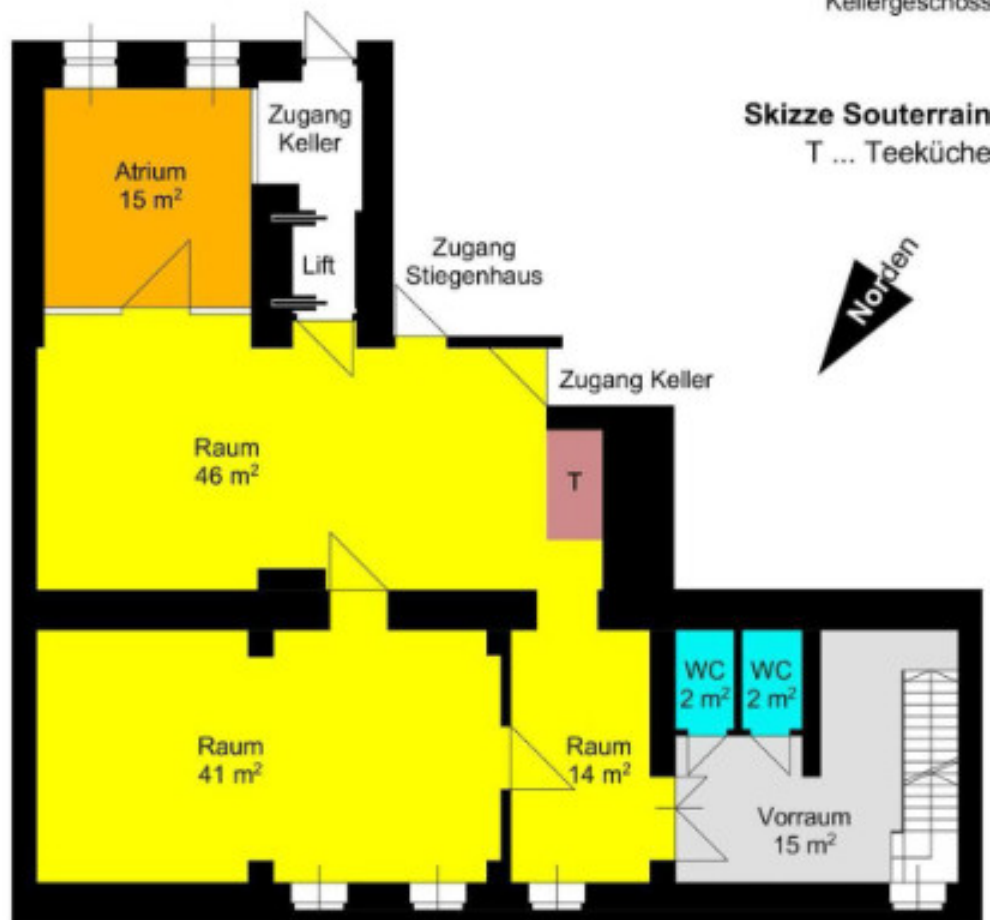 Kellergeschoss
Skizze Souterrain
T ... Teeküche
Norden
Zugang
Keller
Atrium
15 m²
Lift
Zugang
Stiegenhaus
Zugang Keller
Raum
46 m²
T
Raum
41 m²
Raum
14 m²
WC
2 m²
WC
2 m²
Vorraum
15 m²